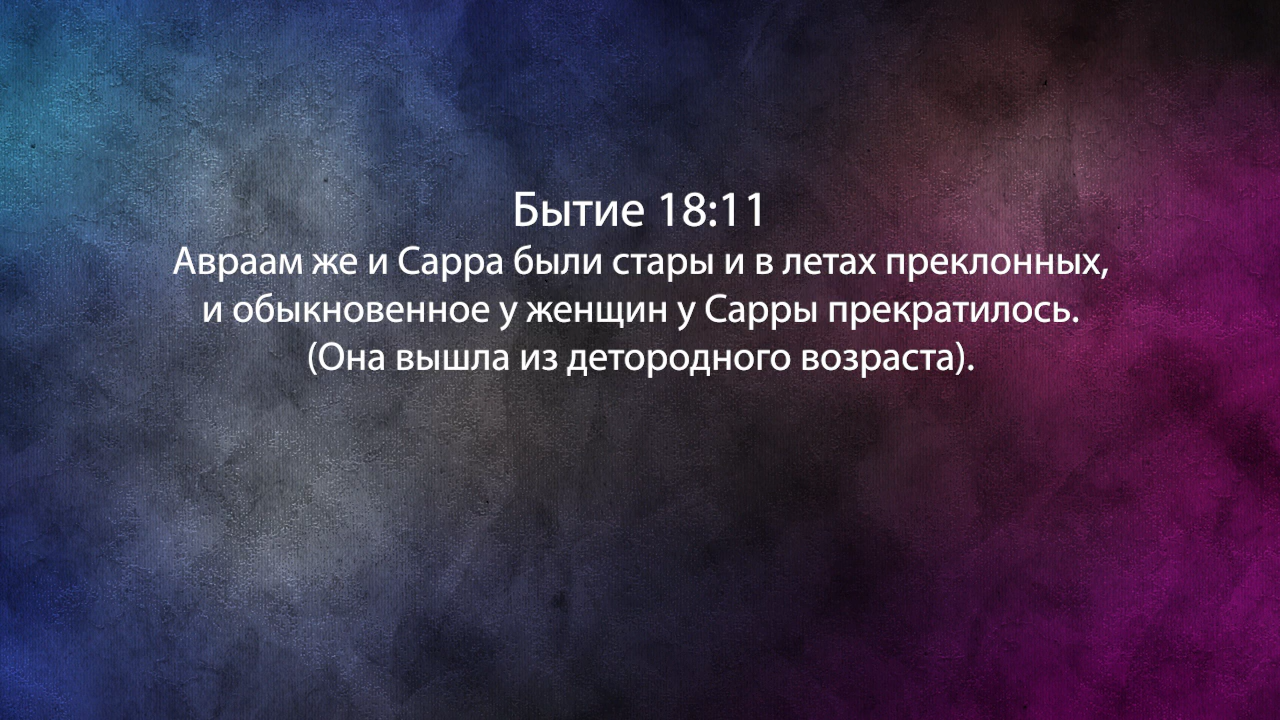 Бытие 18:11
Авраам же и Сарра были стары и в летах преклонных,
и обыкновенное у женщин у Сарры прекратилось.
(Она вышла из детородного возраста).